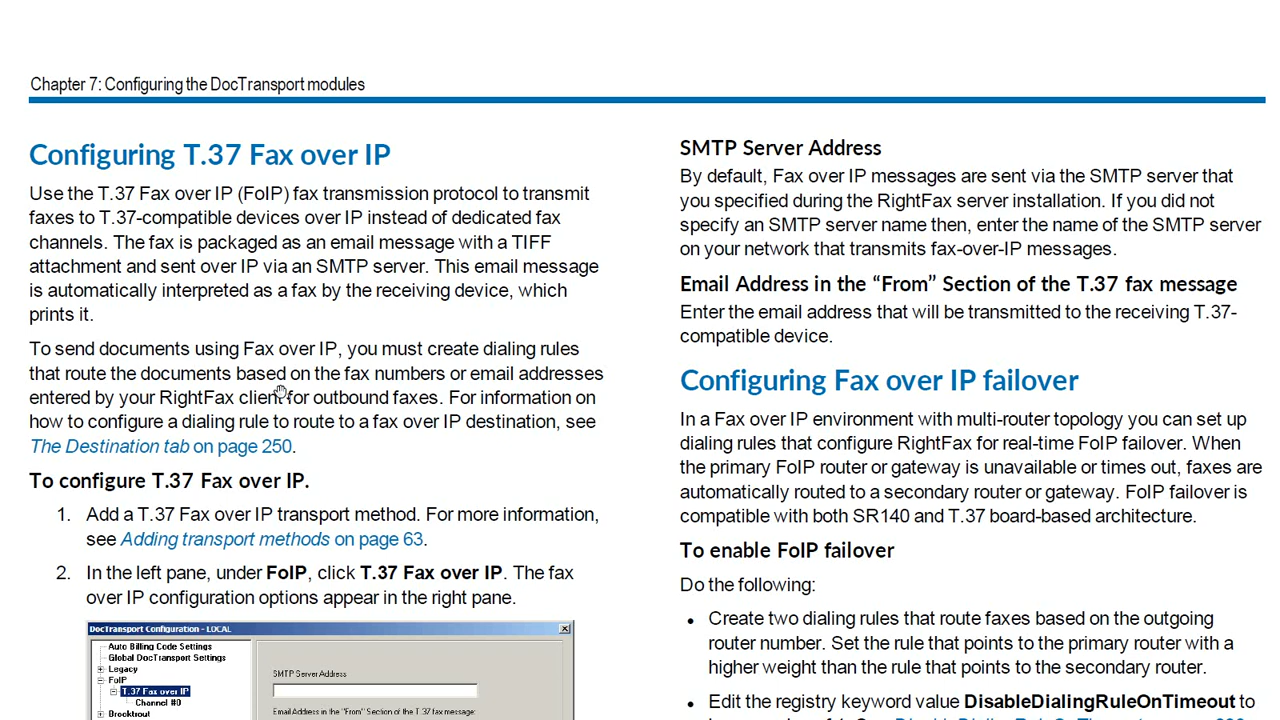 Chapter 7: Configuring the DocTransport modules
Configuring T.37 Fax over IP
Use the T.37 Fax over IP (FoIP) fax transmission protocol to transmit
faxes to T.37-compatible devices over IP instead of dedicated fax
channels. The fax is packaged as an email message with a TIFF
attachment and sent over IP via an SMTP server. This email message
is automatically interpreted as a fax by the receiving device, which
prints it.
To send documents using Fax over IP, you must create dialing rules
that route the documents based on the fax numbers or email addresses
entered by your RightFax client for outbound faxes. For information on
how to configure a dialing rule to route to a fax over IP destination, see
The Destination tab on page 250.
To configure T.37 Fax over IP.
1. Add a T.37 Fax over IP transport method. For more information,
see Adding transport methods on page 63.
2. In the left pane, under FoIP, click T.37 Fax over IP. The fax
over IP configuration options appear in the right pane.
DocTransport Configuration - LOCAL
Auto Billing Code Settings
Global DocTransport Settings
Legacy
FoIP
T.37 Fax over IP
Channel #0
Brooktrout
SMTP Server Address
Email Address in the "From" Section of the T.37 fax message:
SMTP Server Address
By default, Fax over IP messages are sent via the SMTP server that
you specified during the RightFax server installation. If you did not
specify an SMTP server name then, enter the name of the SMTP server
on your network that transmits fax-over-IP messages.
Email Address in the “From” Section of the T.37 fax message
Enter the email address that will be transmitted to the receiving T.37-
compatible device.
Configuring Fax over IP failover
In a Fax over IP environment with multi-router topology you can set up
dialing rules that configure RightFax for real-time FoIP failover. When
the primary FoIP router or gateway is unavailable or times out, faxes are
automatically routed to a secondary router or gateway. FoIP failover is
compatible with both SR140 and T.37 board-based architecture.
To enable FoIP failover
Do the following:
• Create two dialing rules that route faxes based on the outgoing
router number. Set the rule that points to the primary router with a
higher weight than the rule that points to the secondary router.
• Edit the registry keyword value DisableDialingRuleOnTimeout to